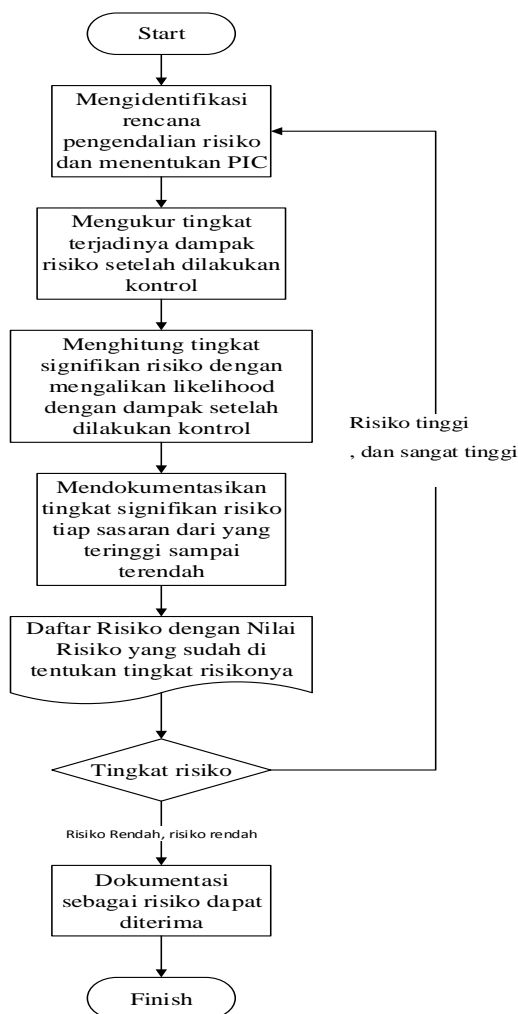 Start
Mengidentifikasi
rencana
pengendalian risiko
dan menentukan PIC
Mengukur tingkat
terjadinya dampak
risiko setelah dilakukan
kontrol
Menghitung tingkat
signifikan risiko dengan
mengalikan likelihood
dengan dampak setelah
dilakukan kontrol
Risiko tinggi
, dan sangat tinggi
Mendokumentasikan
tingkat signifikan risiko
tiap sasaran dari yang
teringgi sampai
terendah
Daftar Risiko dengan Nilai
Risiko yang sudah di
tentukan tingkat risikonya
Tingkat risiko
Risiko Rendah, risiko rendah
Dokumentasi
sebagai risiko dapat
diterima
Finish